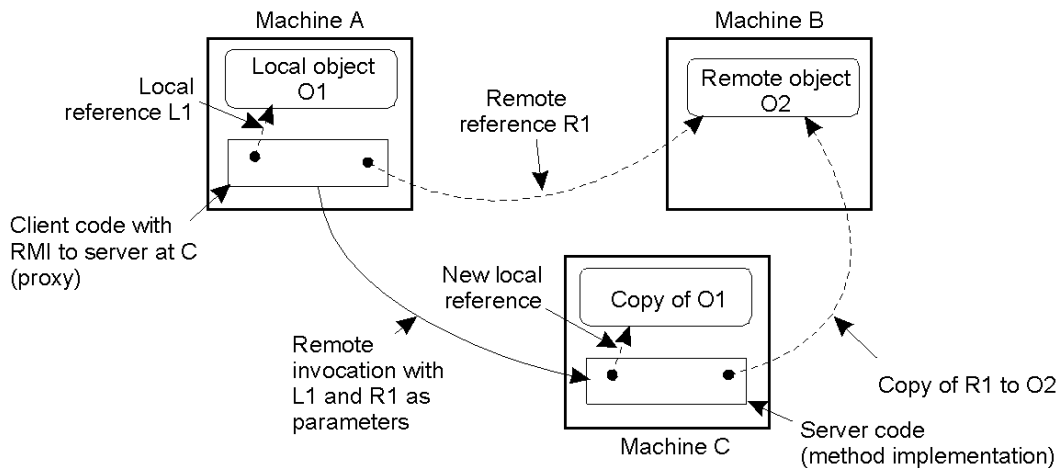 Machine A
Machine B
Local object
O1
Remote object
O2
Local
reference L1
Remote
reference R1
Client code with
RMI to server at C
(proxy)
New local
reference
Copy of O1
Remote
invocation with
L1 and R1 as
parameters
Copy of R1 to O2
Server code
(method implementation)
Machine C